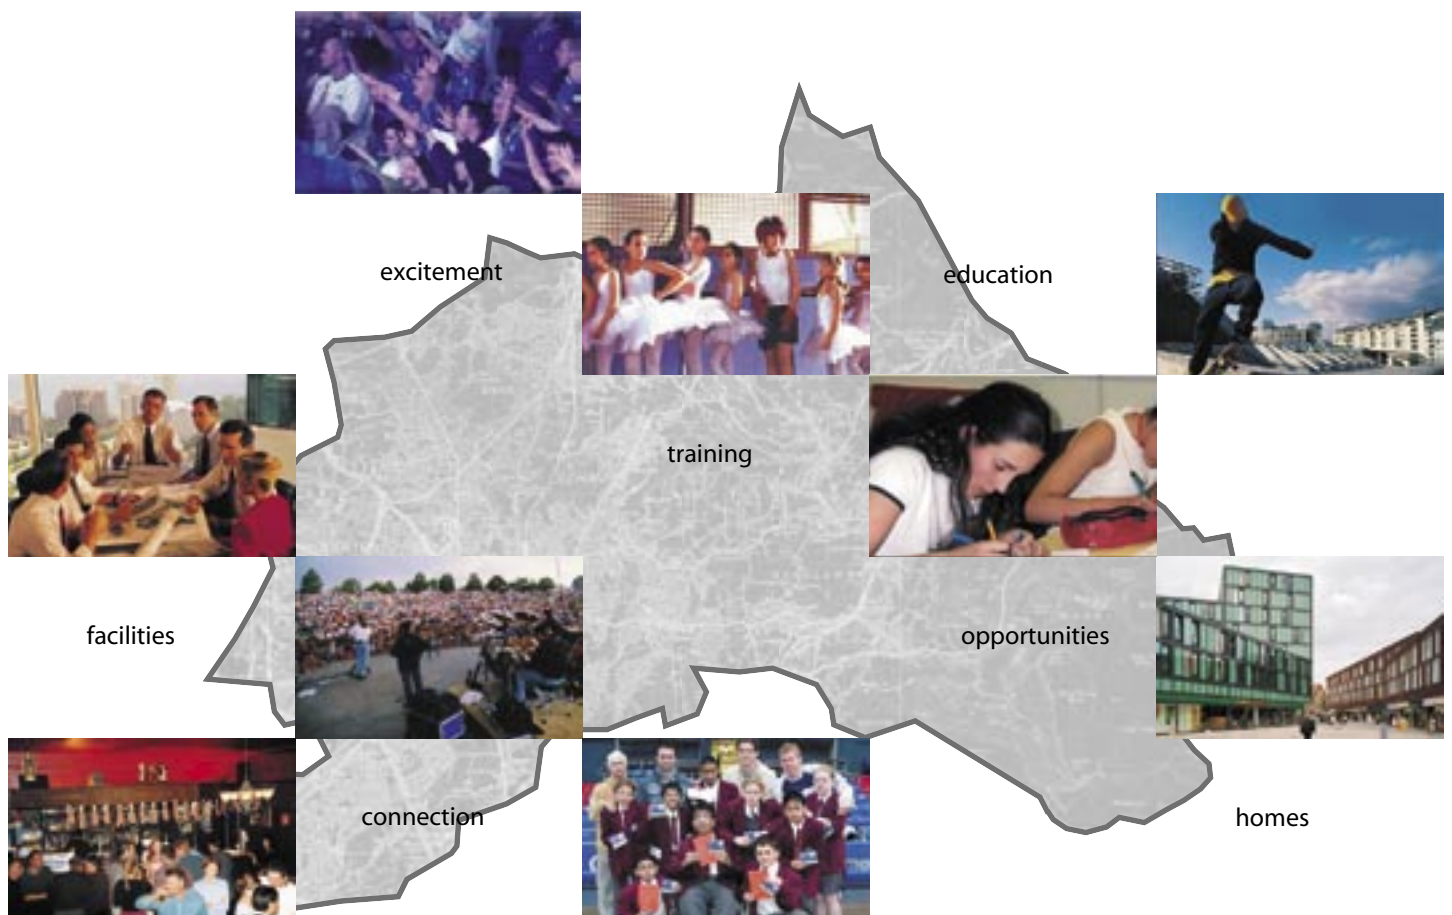 excitement
education
training
facilities
opportunities
connection
homes